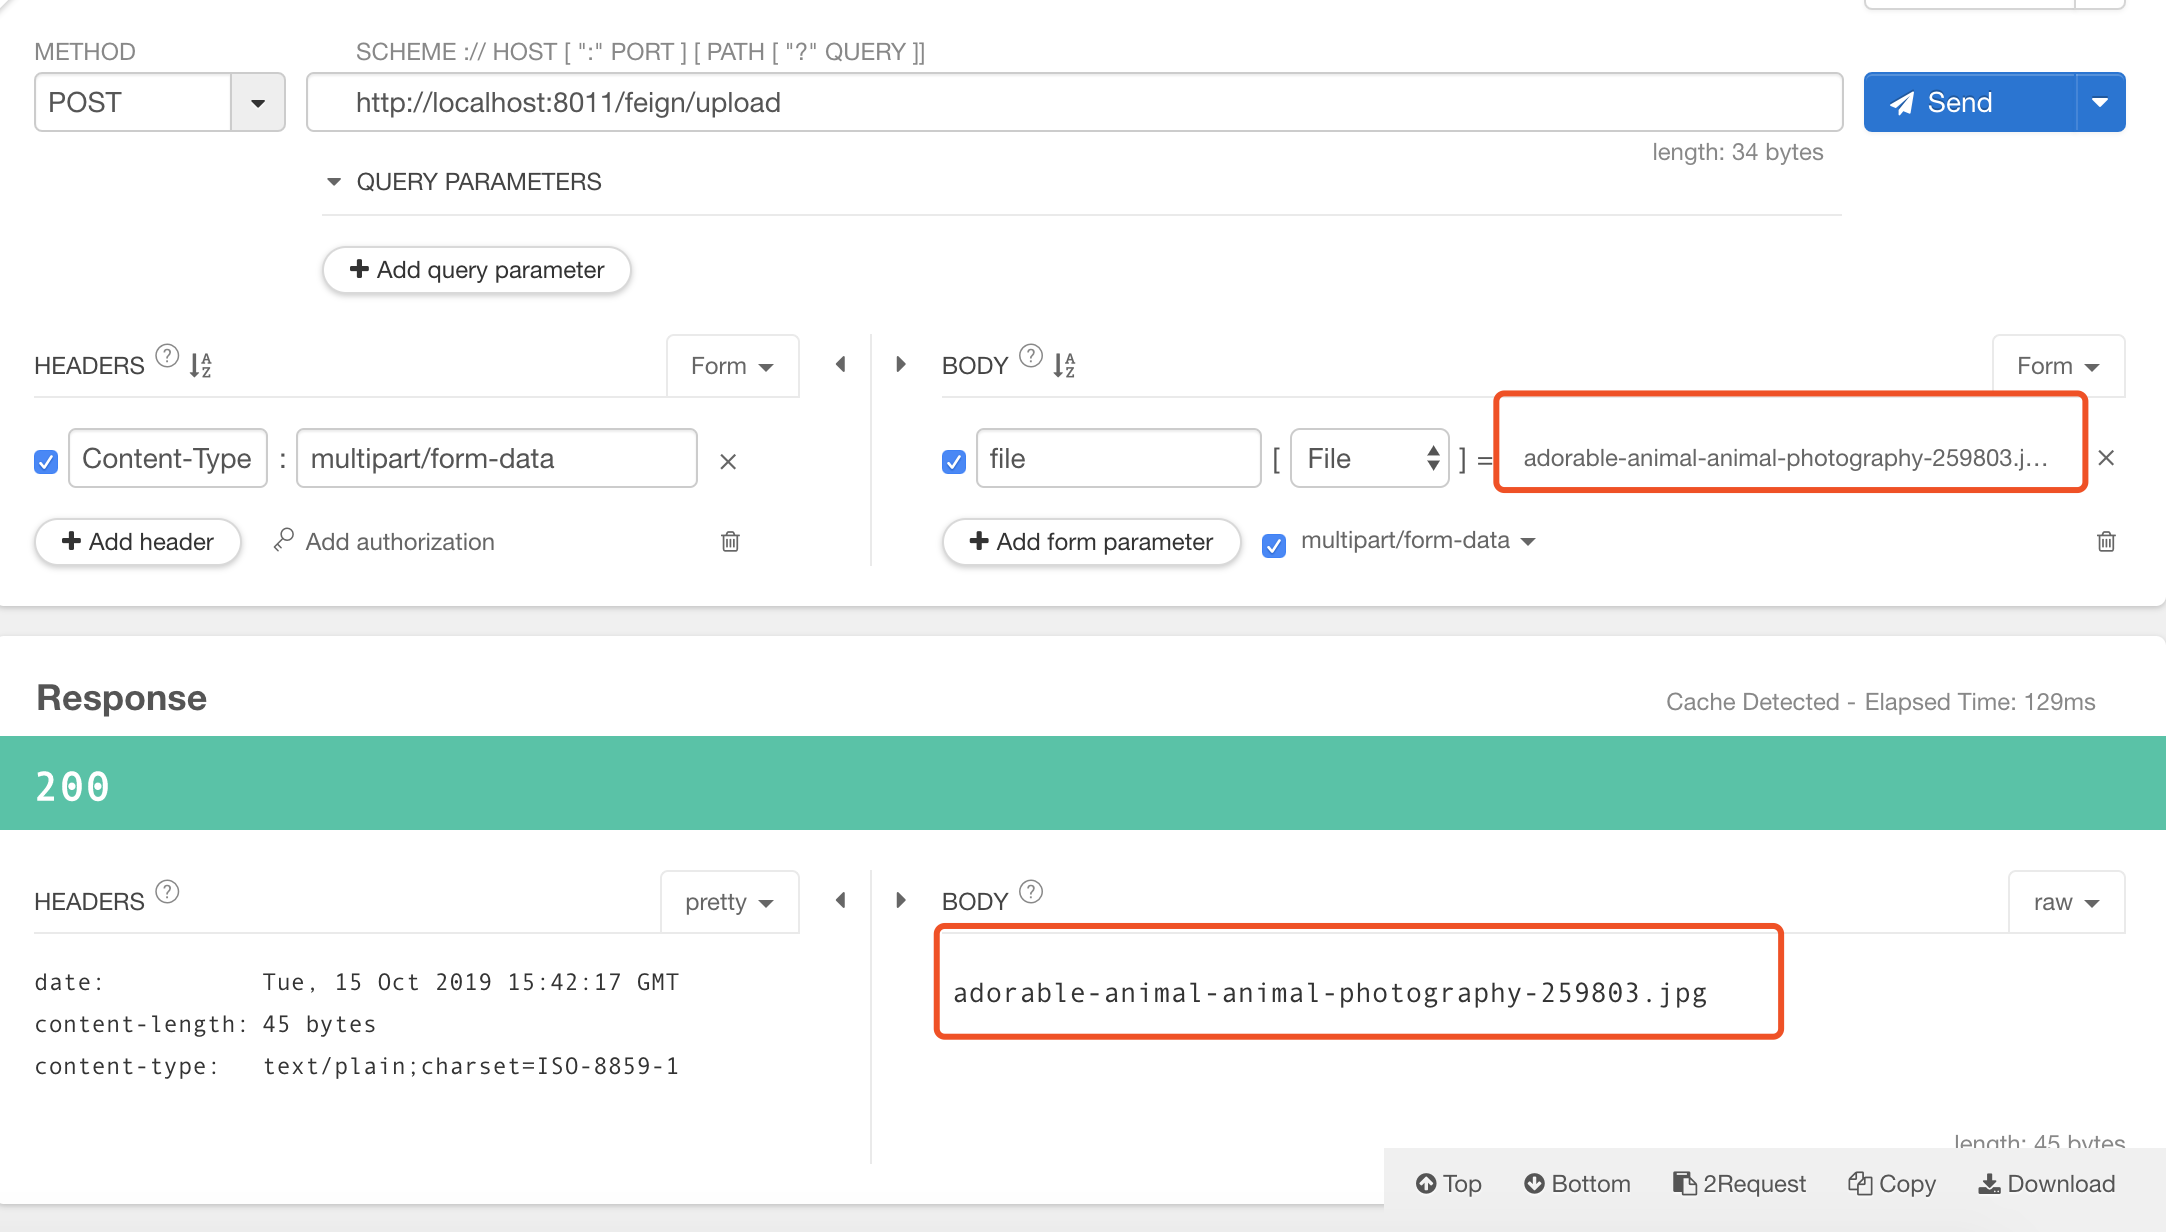 METHOD
SCHEME :// HOST [ ":" PORT ] [ PATH [ "?" QUERY ]]
POST
http://localhost:8011/feign/upload
Send
length: 34 bytes
QUERY PARAMETERS
Add query parameter
HEADERS
Form
BODY
Form
Content-Type : multipart/form-data
file [ File ] = adorable-animal-animal-photography-259803.j...
Add header
Add authorization
Add form parameter
multipart/form-data
Response
Cache Detected - Elapsed Time: 129ms
200
HEADERS
pretty
BODY
raw
date: Tue, 15 Oct 2019 15:42:17 GMT
content-length: 45 bytes
content-type: text/plain;charset=ISO-8859-1
adorable-animal-animal-photography-259803.jpg
length: 45 bytes
Top
Bottom
2Request
Copy
Download